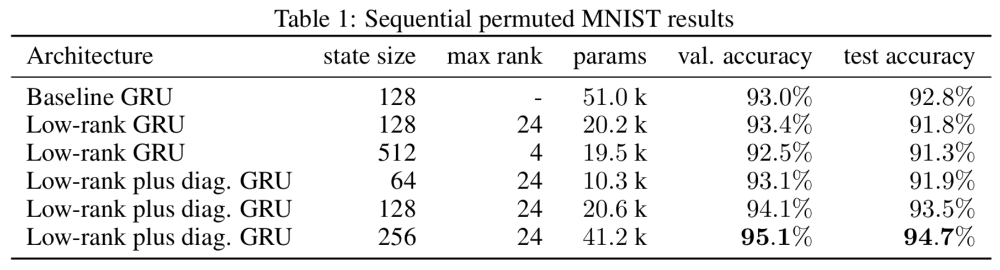 Table 1: Sequential permuted MNIST results
Architecture state size max rank params val. accuracy test accuracy
Baseline GRU 128 - 51.0 k 93.0% 92.8%
Low-rank GRU 128 24 20.2 k 93.4% 91.8%
Low-rank GRU 512 4 19.5 k 92.5% 91.3%
Low-rank plus diag. GRU 64 24 10.3 k 93.1% 91.9%
Low-rank plus diag. GRU 128 24 20.6 k 94.1% 93.5%
Low-rank plus diag. GRU 256 24 41.2 k 95.1% 94.7%